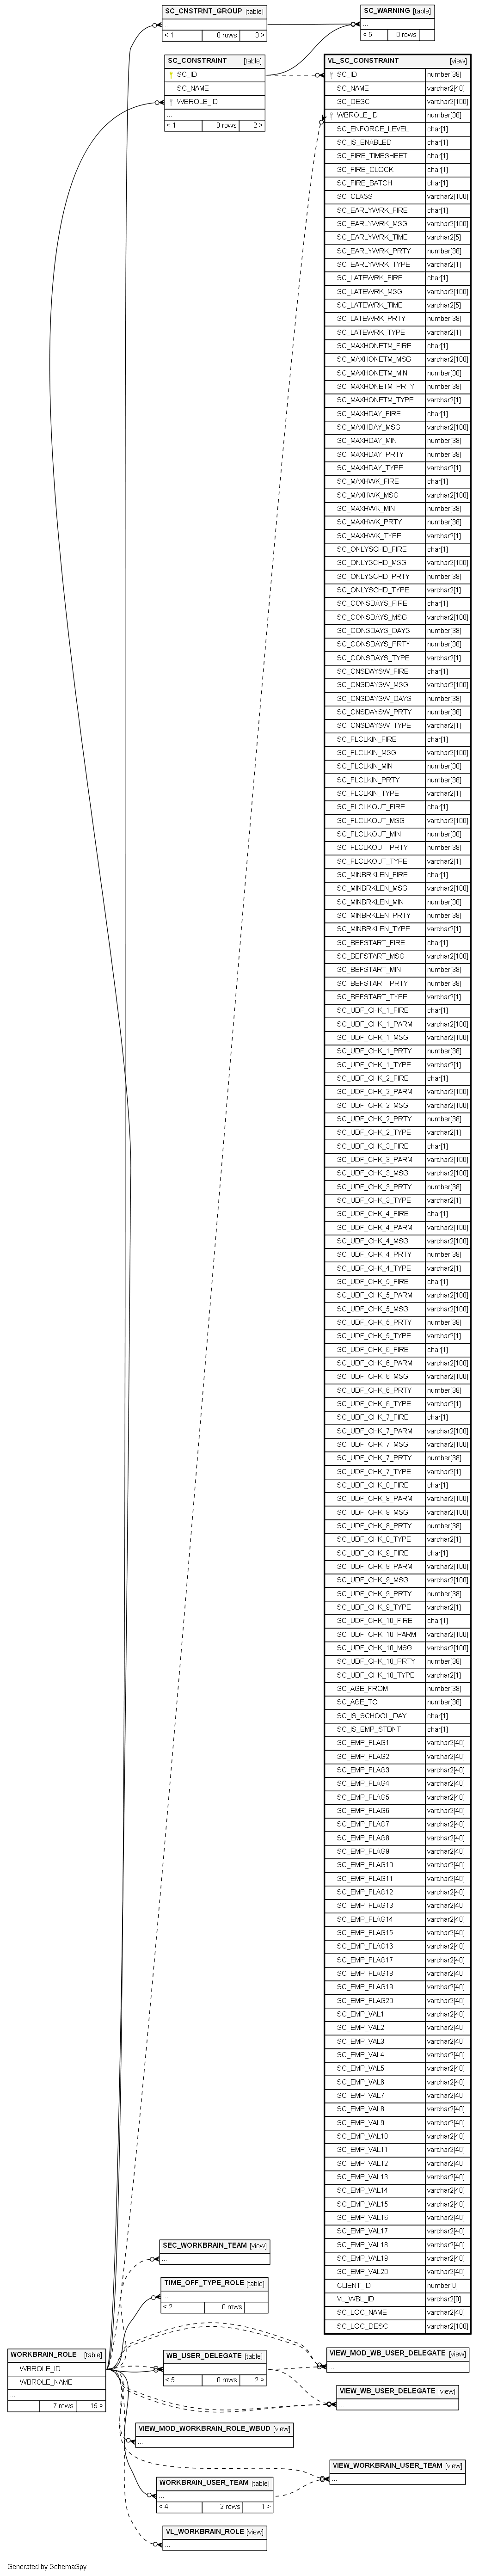 SC_CNSTRNT_GROUP [table]
...
< 1 0 rows 3 >
SC_WARNING [table]
...
< 5 0 rows
SC_CONSTRAINT [table]
SC_ID
SC_NAME
WBROLE_ID
...
< 1 0 rows 2 >
VL_SC_CONSTRAINT [view]
SC_ID number[38]
SC_NAME varchar2[40]
SC_DESC varchar2[100]
WBROLE_ID number[38]
SC_ENFORCE_LEVEL char[1]
SC_IS_ENABLED char[1]
SC_FIRE_TIMESHEET char[1]
SC_FIRE_CLOCK char[1]
SC_FIRE_BATCH char[1]
SC_CLASS varchar2[100]
SC_EARLYWRK_FIRE char[1]
SC_EARLYWRK_MSG varchar2[100]
SC_EARLYWRK_TIME varchar2[5]
SC_EARLYWRK_PRTY number[38]
SC_EARLYWRK_TYPE varchar2[1]
SC_LATEWRK_FIRE char[1]
SC_LATEWRK_MSG varchar2[100]
SC_LATEWRK_TIME varchar2[5]
SC_LATEWRK_PRTY number[38]
SC_LATEWRK_TYPE varchar2[1]
SC_MAXHONETM_FIRE char[1]
SC_MAXHONETM_MSG varchar2[100]
SC_MAXHONETM_MIN number[38]
SC_MAXHONETM_PRTY number[38]
SC_MAXHONETM_TYPE varchar2[1]
SC_MAXHDAY_FIRE char[1]
SC_MAXHDAY_MSG varchar2[100]
SC_MAXHDAY_MIN number[38]
SC_MAXHDAY_PRTY number[38]
SC_MAXHDAY_TYPE varchar2[1]
SC_MAXHWK_FIRE char[1]
SC_MAXHWK_MSG varchar2[100]
SC_MAXHWK_MIN number[38]
SC_MAXHWK_PRTY number[38]
SC_MAXHWK_TYPE varchar2[1]
SC_ONLYSCHD_FIRE char[1]
SC_ONLYSCHD_MSG varchar2[100]
SC_ONLYSCHD_PRTY number[38]
SC_ONLYSCHD_TYPE varchar2[1]
SC_CONSDAYS_FIRE char[1]
SC_CONSDAYS_MSG varchar2[100]
SC_CONSDAYS_DAYS number[38]
SC_CONSDAYS_PRTY number[38]
SC_CONSDAYS_TYPE varchar2[1]
SC_CNSDAYSW_FIRE char[1]
SC_CNSDAYSW_MSG varchar2[100]
SC_CNSDAYSW_DAYS number[38]
SC_CNSDAYSW_PRTY number[38]
SC_CNSDAYSW_TYPE varchar2[1]
SC_FLCLKIN_FIRE char[1]
SC_FLCLKIN_MSG varchar2[100]
SC_FLCLKIN_MIN number[38]
SC_FLCLKIN_PRTY number[38]
SC_FLCLKIN_TYPE varchar2[1]
SC_FLCLKOUT_FIRE char[1]
SC_FLCLKOUT_MSG varchar2[100]
SC_FLCLKOUT_MIN number[38]
SC_FLCLKOUT_PRTY number[38]
SC_FLCLKOUT_TYPE varchar2[1]
SC_MINBRKLEN_FIRE char[1]
SC_MINBRKLEN_MSG varchar2[100]
SC_MINBRKLEN_MIN number[38]
SC_MINBRKLEN_PRTY number[38]
SC_MINBRKLEN_TYPE varchar2[1]
SC_BEFSTART_FIRE char[1]
SC_BEFSTART_MSG varchar2[100]
SC_BEFSTART_MIN number[38]
SC_BEFSTART_PRTY number[38]
SC_BEFSTART_TYPE varchar2[1]
SC_UDF_CHK_1_FIRE char[1]
SC_UDF_CHK_1_PARM varchar2[100]
SC_UDF_CHK_1_MSG varchar2[100]
SC_UDF_CHK_1_PRTY number[38]
SC_UDF_CHK_1_TYPE varchar2[1]
SC_UDF_CHK_2_FIRE char[1]
SC_UDF_CHK_2_PARM varchar2[100]
SC_UDF_CHK_2_MSG varchar2[100]
SC_UDF_CHK_2_PRTY number[38]
SC_UDF_CHK_2_TYPE varchar2[1]
SC_UDF_CHK_3_FIRE char[1]
SC_UDF_CHK_3_PARM varchar2[100]
SC_UDF_CHK_3_MSG varchar2[100]
SC_UDF_CHK_3_PRTY number[38]
SC_UDF_CHK_3_TYPE varchar2[1]
SC_UDF_CHK_4_FIRE char[1]
SC_UDF_CHK_4_PARM varchar2[100]
SC_UDF_CHK_4_MSG varchar2[100]
SC_UDF_CHK_4_PRTY number[38]
SC_UDF_CHK_4_TYPE varchar2[1]
SC_UDF_CHK_5_FIRE char[1]
SC_UDF_CHK_5_PARM varchar2[100]
SC_UDF_CHK_5_MSG varchar2[100]
SC_UDF_CHK_5_PRTY number[38]
SC_UDF_CHK_5_TYPE varchar2[1]
SC_UDF_CHK_6_FIRE char[1]
SC_UDF_CHK_6_PARM varchar2[100]
SC_UDF_CHK_6_MSG varchar2[100]
SC_UDF_CHK_6_PRTY number[38]
SC_UDF_CHK_6_TYPE varchar2[1]
SC_UDF_CHK_7_FIRE char[1]
SC_UDF_CHK_7_PARM varchar2[100]
SC_UDF_CHK_7_MSG varchar2[100]
SC_UDF_CHK_7_PRTY number[38]
SC_UDF_CHK_7_TYPE varchar2[1]
SC_UDF_CHK_8_FIRE char[1]
SC_UDF_CHK_8_PARM varchar2[100]
SC_UDF_CHK_8_MSG varchar2[100]
SC_UDF_CHK_8_PRTY number[38]
SC_UDF_CHK_8_TYPE varchar2[1]
SC_UDF_CHK_9_FIRE char[1]
SC_UDF_CHK_9_PARM varchar2[100]
SC_UDF_CHK_9_MSG varchar2[100]
SC_UDF_CHK_9_PRTY number[38]
SC_UDF_CHK_9_TYPE varchar2[1]
SC_UDF_CHK_10_FIRE char[1]
SC_UDF_CHK_10_PARM varchar2[100]
SC_UDF_CHK_10_MSG varchar2[100]
SC_UDF_CHK_10_PRTY number[38]
SC_UDF_CHK_10_TYPE varchar2[1]
SC_AGE_FROM number[38]
SC_AGE_TO number[38]
SC_IS_SCHOOL_DAY char[1]
SC_IS_EMP_STDNT char[1]
SC_EMP_FLAG1 varchar2[40]
SC_EMP_FLAG2 varchar2[40]
SC_EMP_FLAG3 varchar2[40]
SC_EMP_FLAG4 varchar2[40]
SC_EMP_FLAG5 varchar2[40]
SC_EMP_FLAG6 varchar2[40]
SC_EMP_FLAG7 varchar2[40]
SC_EMP_FLAG8 varchar2[40]
SC_EMP_FLAG9 varchar2[40]
SC_EMP_FLAG10 varchar2[40]
SC_EMP_FLAG11 varchar2[40]
SC_EMP_FLAG12 varchar2[40]
SC_EMP_FLAG13 varchar2[40]
SC_EMP_FLAG14 varchar2[40]
SC_EMP_FLAG15 varchar2[40]
SC_EMP_FLAG16 varchar2[40]
SC_EMP_FLAG17 varchar2[40]
SC_EMP_FLAG18 varchar2[40]
SC_EMP_FLAG19 varchar2[40]
SC_EMP_FLAG20 varchar2[40]
SC_EMP_VAL1 varchar2[40]
SC_EMP_VAL2 varchar2[40]
SC_EMP_VAL3 varchar2[40]
SC_EMP_VAL4 varchar2[40]
SC_EMP_VAL5 varchar2[40]
SC_EMP_VAL6 varchar2[40]
SC_EMP_VAL7 varchar2[40]
SC_EMP_VAL8 varchar2[40]
SC_EMP_VAL9 varchar2[40]
SC_EMP_VAL10 varchar2[40]
SC_EMP_VAL11 varchar2[40]
SC_EMP_VAL12 varchar2[40]
SC_EMP_VAL13 varchar2[40]
SC_EMP_VAL14 varchar2[40]
SC_EMP_VAL15 varchar2[40]
SC_EMP_VAL16 varchar2[40]
SC_EMP_VAL17 varchar2[40]
SC_EMP_VAL18 varchar2[40]
SC_EMP_VAL19 varchar2[40]
SC_EMP_VAL20 varchar2[40]
CLIENT_ID number[0]
VL_WBL_ID varchar2[0]
SC_LOC_NAME varchar2[40]
SC_LOC_DESC varchar2[100]
SEC_WORKBRAIN_TEAM [view]
...
TIME_OFF_TYPE_ROLE [table]
...
< 2 0 rows
WORKBRAIN_ROLE [table]
WBROLE_ID
WBROLE_NAME
...
7 rows 15 >
WB_USER_DELEGATE [table]
...
< 5 0 rows 2 >
VIEW_MOD_WB_USER_DELEGATE [view]
...
VIEW_WB_USER_DELEGATE [view]
...
VIEW_MOD_WORKBRAIN_ROLE_WBUD [view]
...
VIEW_WORKBRAIN_USER_TEAM [view]
...
WORKBRAIN_USER_TEAM [table]
...
< 4 2 rows 1 >
VL_WORKBRAIN_ROLE [view]
...
Generated by SchemaSpy